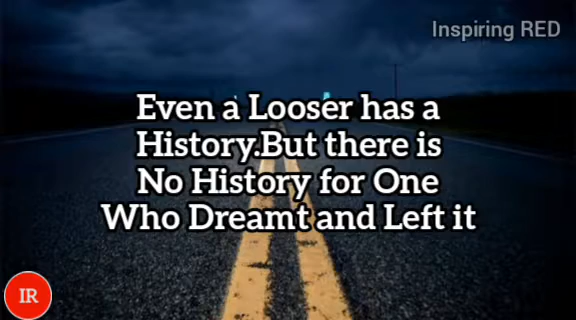 Inspiring RED
Even a Looser has a
History.But there is
No History for One
Who Dreamt and Left it
IR